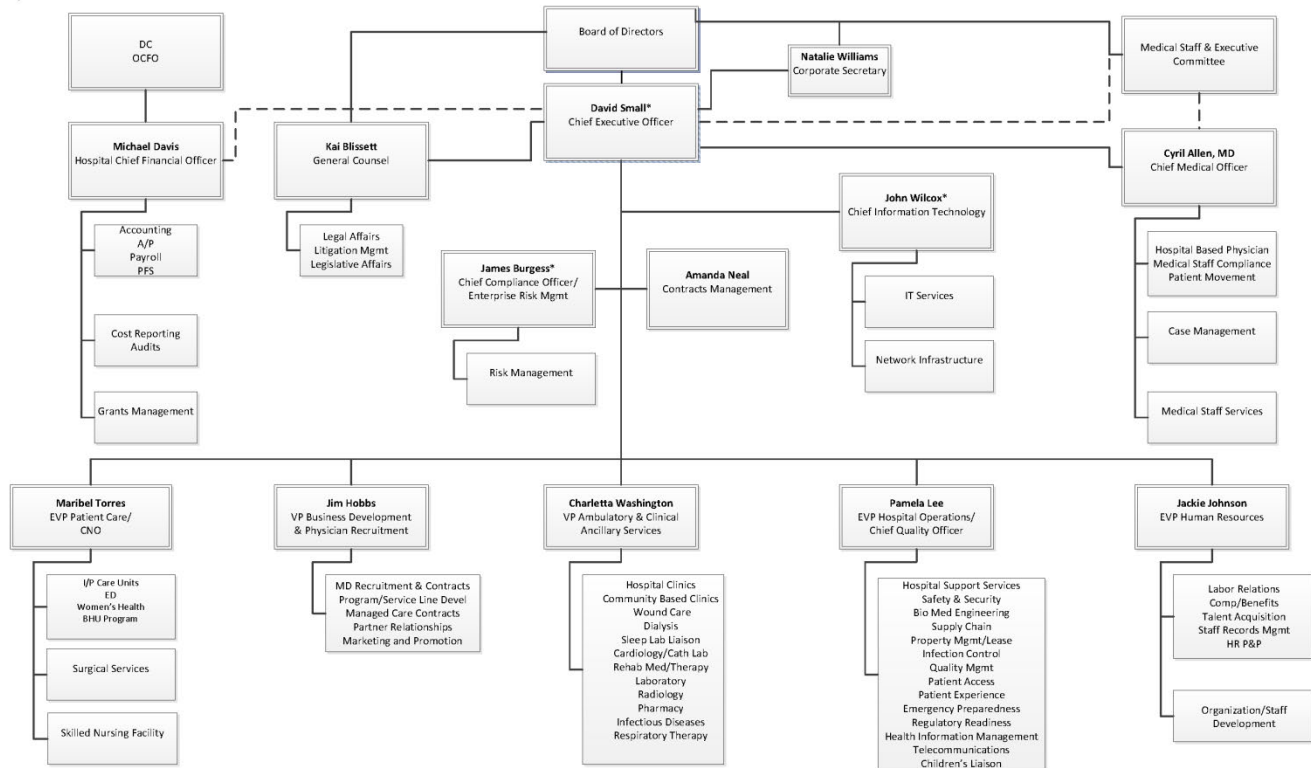 DC
OCFO
Board of Directors
Natalie Williams
Corporate Secretary
Medical Staff & Executive
Committee
David Small*
Chief Executive Officer
Michael Davis
Hospital Chief Financial Officer
Kai Blissett
General Counsel
Cyril Allen, MD
Chief Medical Officer
John Wilcox*
Chief Information Technology
Accounting
A/P
Payroll
PFS
Cost Reporting
Audits
Grants Management
Legal Affairs
Litigation Mgmt
Legislative Affairs
James Burgess*
Chief Compliance Officer/
Enterprise Risk Mgmt
Risk Management
Amanda Neal
Contracts Management
IT Services
Network Infrastructure
Hospital Based Physician
Medical Staff Compliance
Patient Movement
Case Management
Medical Staff Services
Maribel Torres
EVP Patient Care/
CNO
I/P Care Units
ED
Women's Health
BHU Program
Surgical Services
Skilled Nursing Facility
Jim Hobbs
VP Business Development
& Physician Recruitment
MD Recruitment & Contracts
Program/Service Line Devel
Managed Care Contracts
Partner Relationships
Marketing and Promotion
Charletta Washington
VP Ambulatory & Clinical
Ancillary Services
Hospital Clinics
Community Based Clinics
Wound Care
Dialysis
Sleep Lab Liaison
Cardiology/Cath Lab
Rehab Med/Therapy
Laboratory
Radiology
Pharmacy
Infectious Diseases
Respiratory Therapy
Pamela Lee
EVP Hospital Operations/
Chief Quality Officer
Hospital Support Services
Safety & Security
Bio Med Engineering
Supply Chain
Property Mgmt/Lease
Infection Control
Quality Mgmt
Patient Access
Patient Experience
Emergency Preparedness
Regulatory Readiness
Health Information Management
Telecommunications
Children's Liaison
Jackie Johnson
EVP Human Resources
Labor Relations
Comp/Benefits
Talent Acquisition
Staff Records Mgmt
HR P&P
Organization/Staff
Development